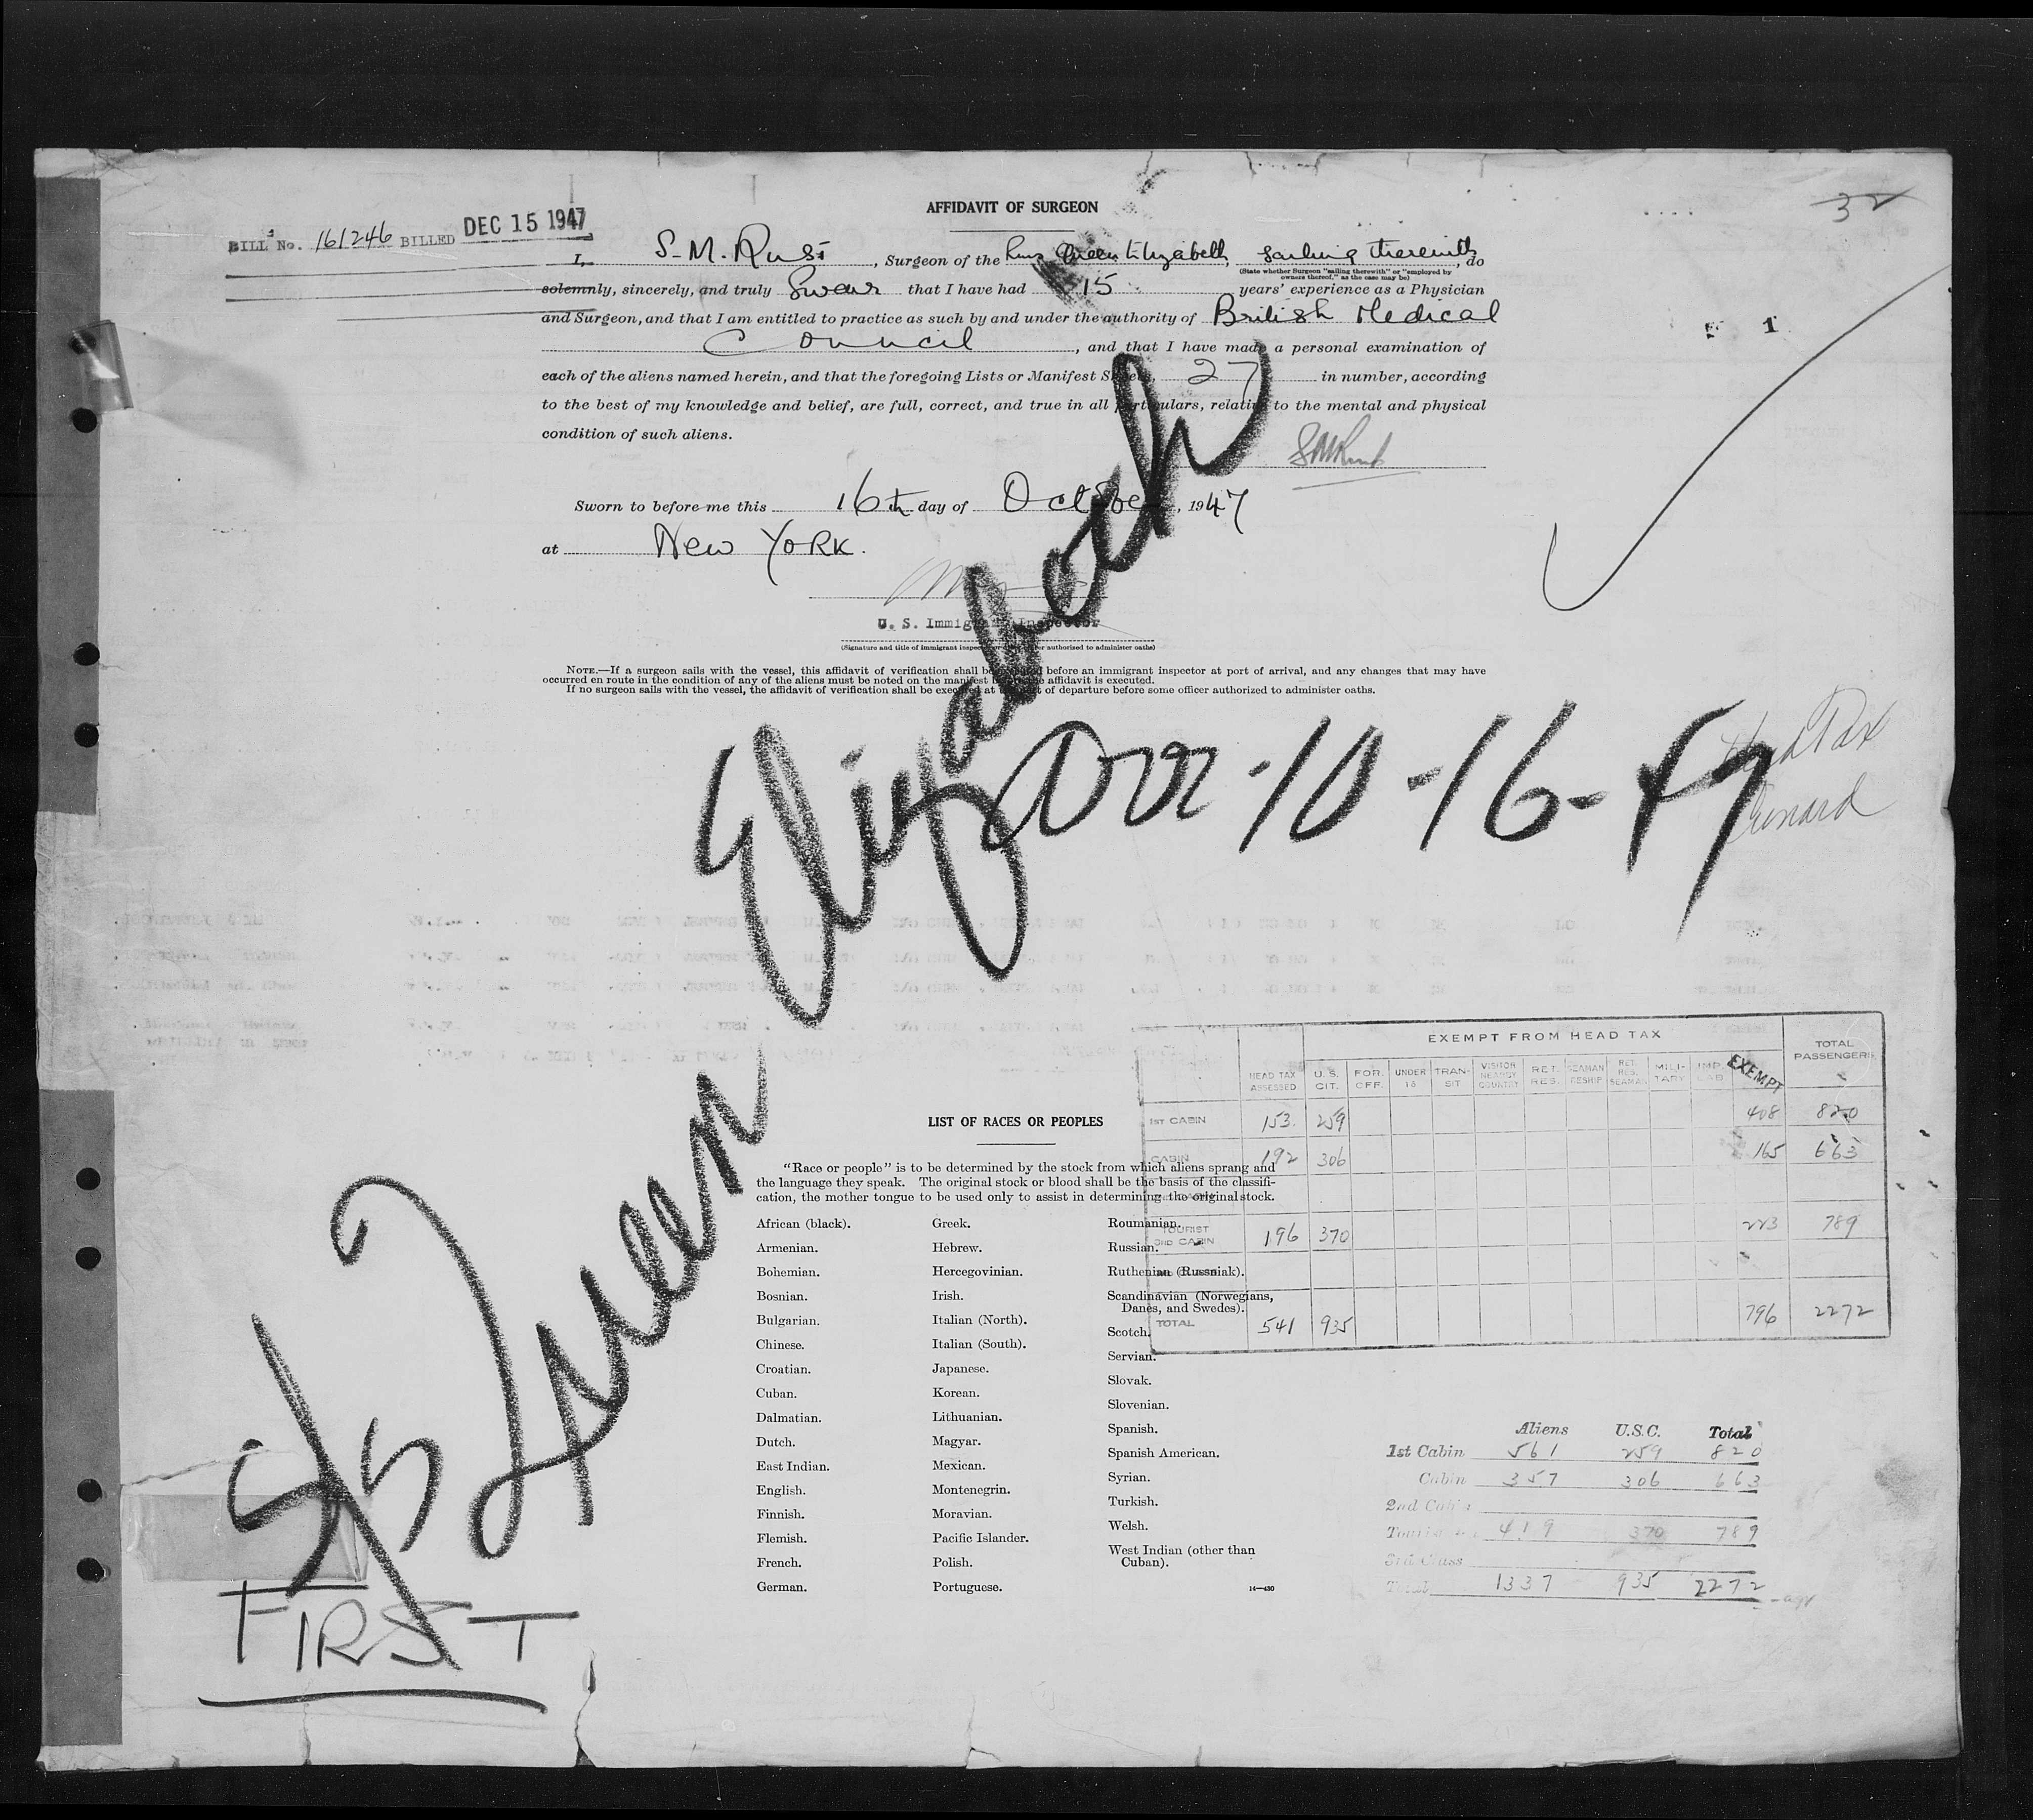 32
AFFIDAVIT OF SURGEON
BILL No. 161246 BILLED DEC 15 1947
I, S. M. Rust, Surgeon of the Rms Queen Elizabeth, sailing therewith, do
(State whether Surgeon "sailing therewith" or "employed by
owners thereof," as the case may be)
solemnly, sincerely, and truly Swear that I have had 15 years' experience as a Physician
and Surgeon, and that I am entitled to practice as such by and under the authority of British Medical
Council, and that I have made a personal examination of
each of the aliens named herein, and that the foregoing Lists or Manifest Sheets, 27 in number, according
to the best of my knowledge and belief, are full, correct, and true in all particulars, relating to the mental and physical
condition of such aliens.
1
SMRust
Sworn to before me this 16th day of October, 1947
at New York.
U. S. Immigrant Inspector
(Signature and title of immigrant inspector or other officer authorized to administer oaths)
NOTE.—If a surgeon sails with the vessel, this affidavit of verification shall be executed before an immigrant inspector at port of arrival, and any changes that may have
occurred en route in the condition of any of the aliens must be noted on the manifest before the affidavit is executed.
If no surgeon sails with the vessel, the affidavit of verification shall be executed at the port of departure before some officer authorized to administer oaths.
S/S Queen Elizabeth
Arr-10-16-47
Head Tax
Cunard
FIRST
EXEMPT FROM HEAD TAX
HEAD TAX ASSESSED U.S. CIT. FOR. OFF. UNDER 16 TRANSIT VISITOR NEARBY COUNTRY RET. RES. SEAMAN RESHIP RET. RES. SEAMAN MILITARY IMP. LAB. EXEMPT TOTAL PASSENGERS
1ST CABIN 153 259 408 820
CABIN 192 306 165 663
TOURIST
3RD CABIN 196 370 223 789
TOTAL 541 935 796 2272
LIST OF RACES OR PEOPLES
"Race or people" is to be determined by the stock from which aliens sprang and
the language they speak. The original stock or blood shall be the basis of the classifi-
cation, the mother tongue to be used only to assist in determining the original stock.
African (black).
Armenian.
Bohemian.
Bosnian.
Bulgarian.
Chinese.
Croatian.
Cuban.
Dalmatian.
Dutch.
East Indian.
English.
Finnish.
Flemish.
French.
German.
Greek.
Hebrew.
Hercegovinian.
Irish.
Italian (North).
Italian (South).
Japanese.
Korean.
Lithuanian.
Magyar.
Mexican.
Montenegrin.
Moravian.
Pacific Islander.
Polish.
Portuguese.
Roumanian.
Russian.
Ruthenian (Russniak).
Scandinavian (Norwegians,
Danes, and Swedes).
Scotch.
Servian.
Slovak.
Slovenian.
Spanish.
Spanish American.
Syrian.
Turkish.
Welsh.
West Indian (other than
Cuban).
14—430
Aliens U.S.C. Total
1st Cabin 561 259 820
Cabin 357 306 663
2nd Cabin
Tourist 419 370 789
3rd Class
Total 1337 935 2272